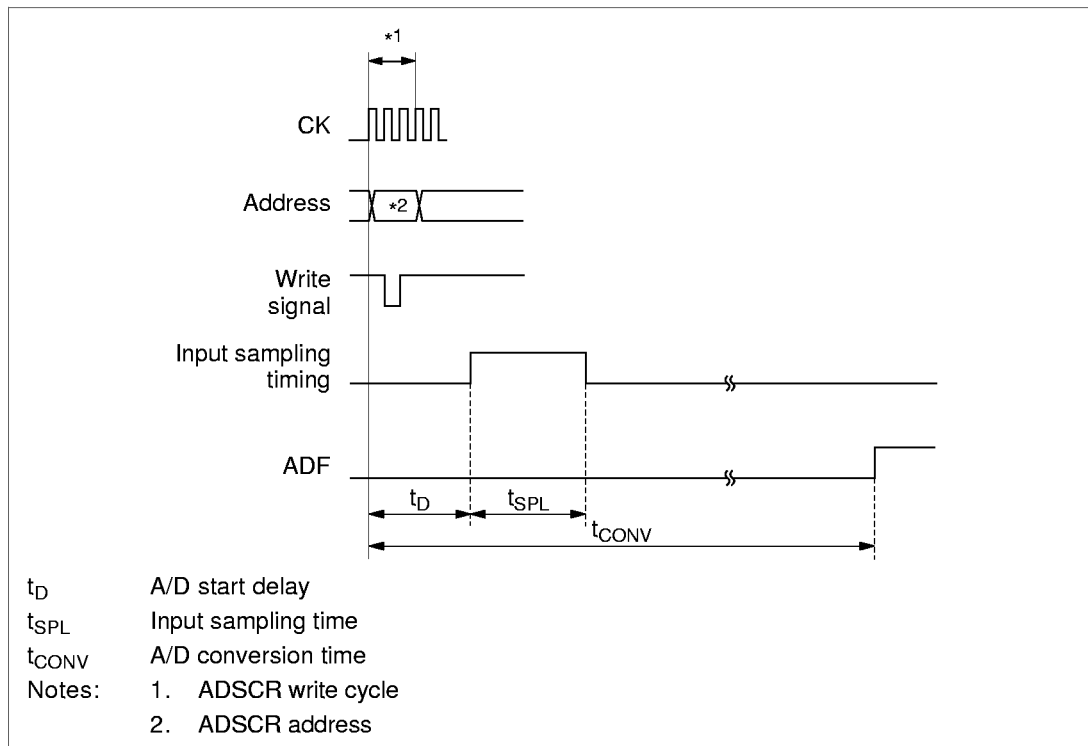 *1
CK
Address
*2
Write
signal
Input sampling
timing
ADF
tD
tSPL
tCONV
tD A/D start delay
tSPL Input sampling time
tCONV A/D conversion time
Notes: 1. ADSCR write cycle
2. ADSCR address